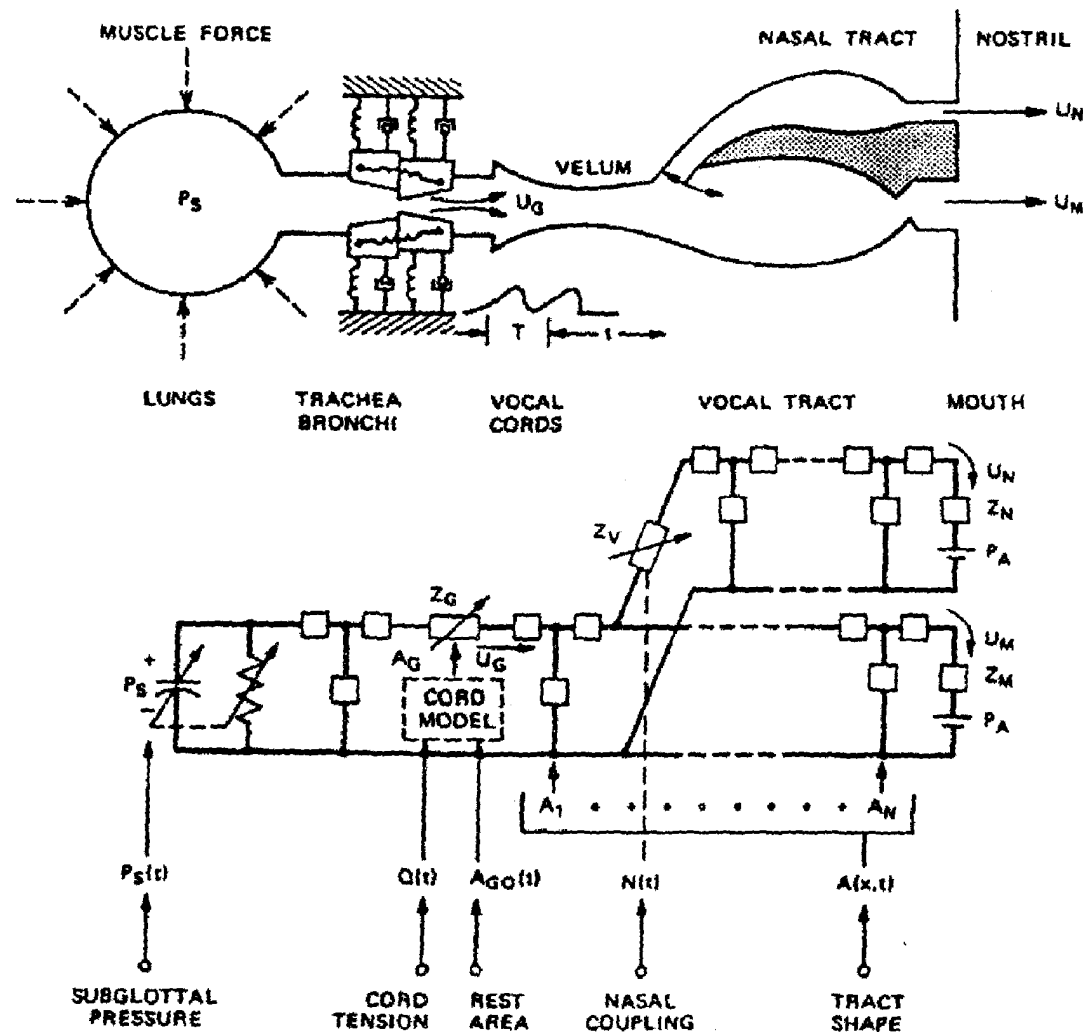 MUSCLE FORCE
NASAL TRACT
NOSTRIL
UN
VELUM
PS
UG
UM
T
t
LUNGS
TRACHEA
BRONCHI
VOCAL
CORDS
VOCAL TRACT
MOUTH
UN
ZN
PA
ZV
ZG
UM
ZM
PA
+
PS
-
AG
UG
CORD
MODEL
A1
AN
PS(t)
Q(t)
AGO(t)
N(t)
A(x,t)
SUBGLOTTAL
PRESSURE
CORD
TENSION
REST
AREA
NASAL
COUPLING
TRACT
SHAPE